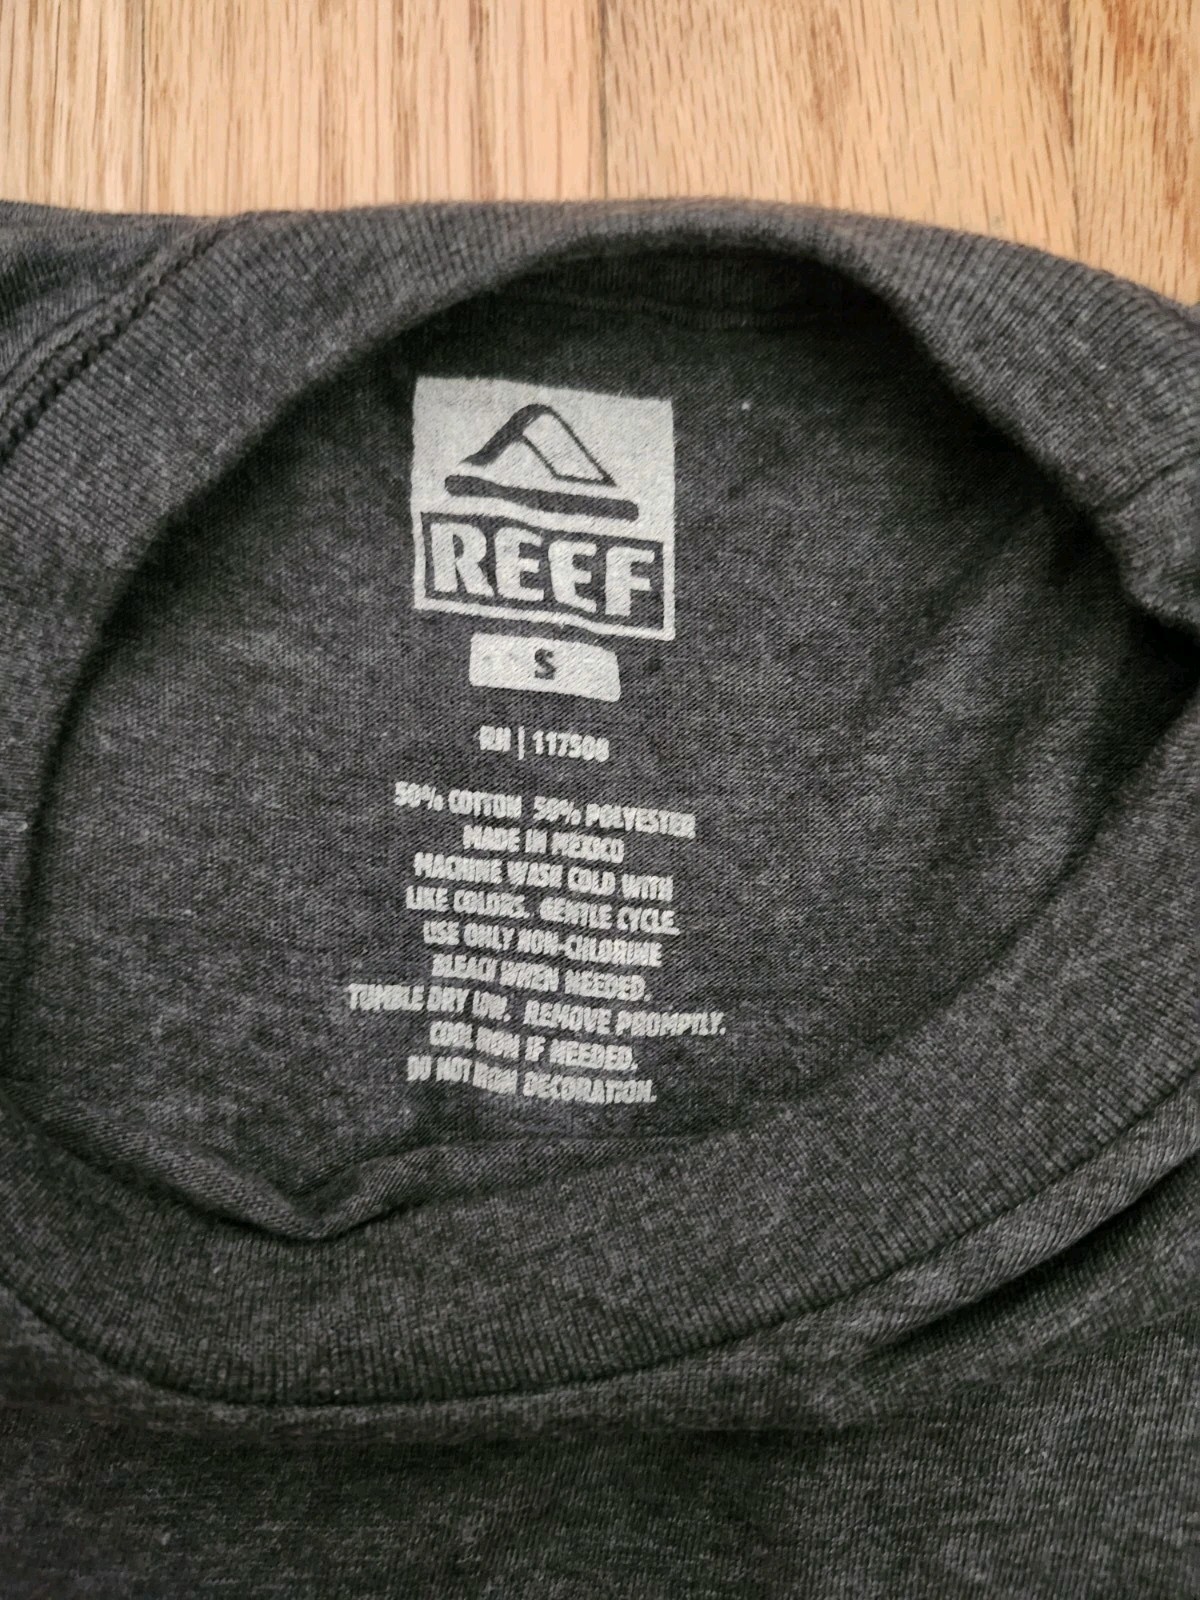 REEF
S
RN | 117508
50% COTTON 50% POLYESTER
MADE IN MEXICO
MACHINE WASH COLD WITH
LIKE COLORS. GENTLE CYCLE.
USE ONLY NON-CHLORINE
BLEACH WHEN NEEDED.
TUMBLE DRY LOW. REMOVE PROMPTLY.
COOL IRON IF NEEDED.
DO NOT IRON DECORATION.